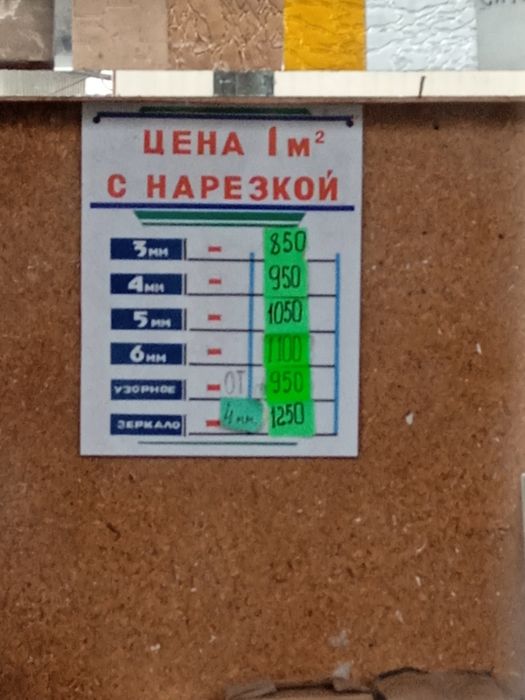 ЦЕНА 1м²
С НАРЕЗКОЙ
3мм - 850
4мм - 950
5мм - 1050
6мм - 1100
УЗОРНОЕ - ОТ 950
ЗЕРКАЛО - 4мм 1250